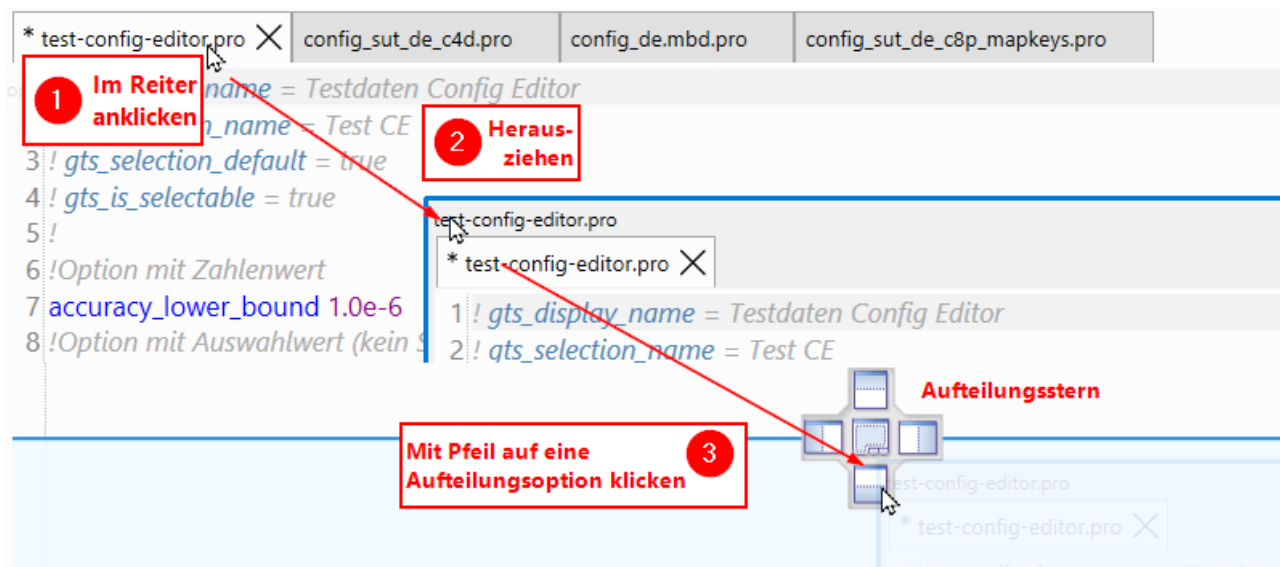 * test-config-editor.pro config_sut_de_c4d.pro config_de.mbd.pro config_sut_de_c8p_mapkeys.pro
1 Im Reiter
anklicken
name = Testdaten Config Editor
n_name = Test CE
2 Heraus-
ziehen
3 ! gts_selection_default = true
4 ! gts_is_selectable = true
5 !
6 !Option mit Zahlenwert
7 accuracy_lower_bound 1.0e-6
8 !Option mit Auswahlwert (kein S
test-config-editor.pro
* test-config-editor.pro
1 ! gts_display_name = Testdaten Config Editor
2 ! gts_selection_name = Test CE
Aufteilungsstern
Mit Pfeil auf eine 3
Aufteilungsoption klicken
test-config-editor.pro
* test-config-editor.pro